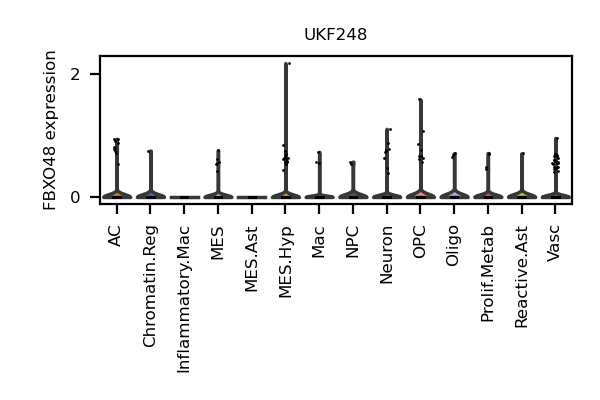 UKF248
FBXO48 expression
2
0
AC
Chromatin.Reg
Inflammatory.Mac
MES
MES.Ast
MES.Hyp
Mac
NPC
Neuron
OPC
Oligo
Prolif.Metab
Reactive.Ast
Vasc